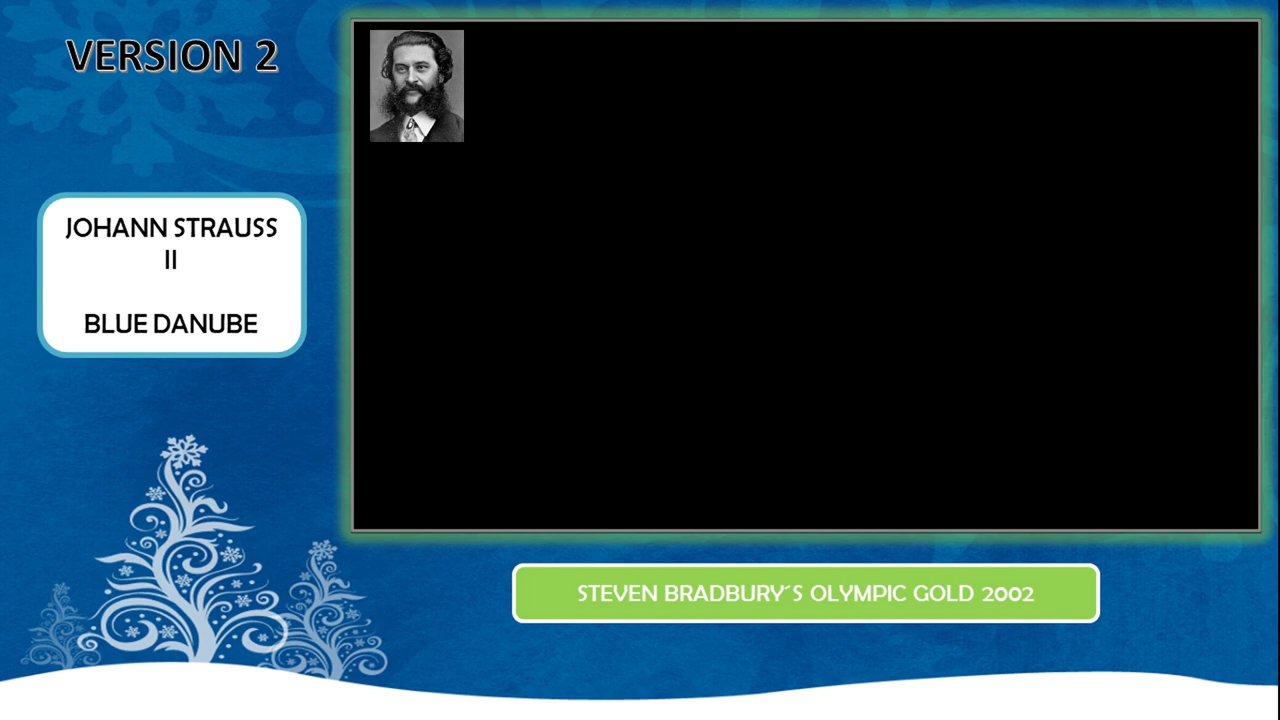 VERSION 2
JOHANN STRAUSS
II
BLUE DANUBE
STEVEN BRADBURY´S OLYMPIC GOLD 2002